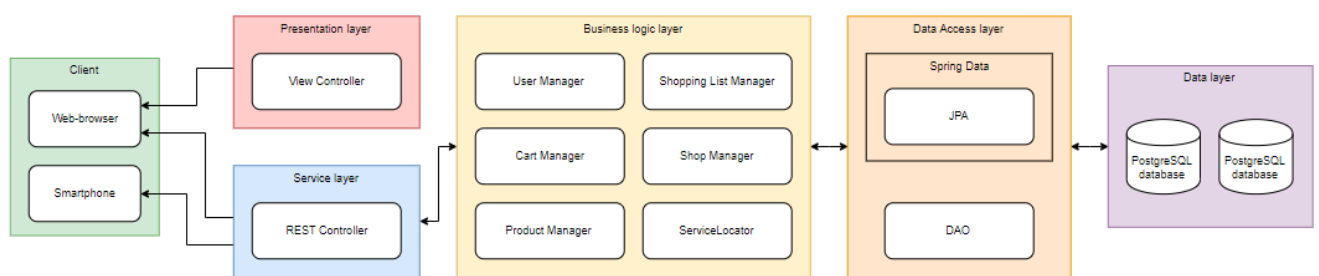 Client
Web-browser
Smartphone
Presentation layer
View Controller
Service layer
REST Controller
Business logic layer
User Manager
Shopping List Manager
Cart Manager
Shop Manager
Product Manager
ServiceLocator
Data Access layer
Spring Data
JPA
DAO
Data layer
PostgreSQL
database
PostgreSQL
database